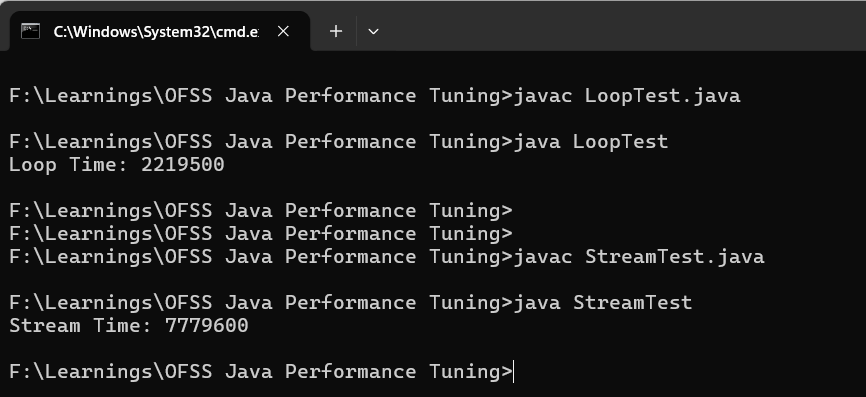 C:\Windows\System32\cmd.e
F:\Learnings\OFSS Java Performance Tuning>javac LoopTest.java
F:\Learnings\OFSS Java Performance Tuning>java LoopTest
Loop Time: 2219500
F:\Learnings\OFSS Java Performance Tuning>
F:\Learnings\OFSS Java Performance Tuning>
F:\Learnings\OFSS Java Performance Tuning>javac StreamTest.java
F:\Learnings\OFSS Java Performance Tuning>java StreamTest
Stream Time: 7779600
F:\Learnings\OFSS Java Performance Tuning>